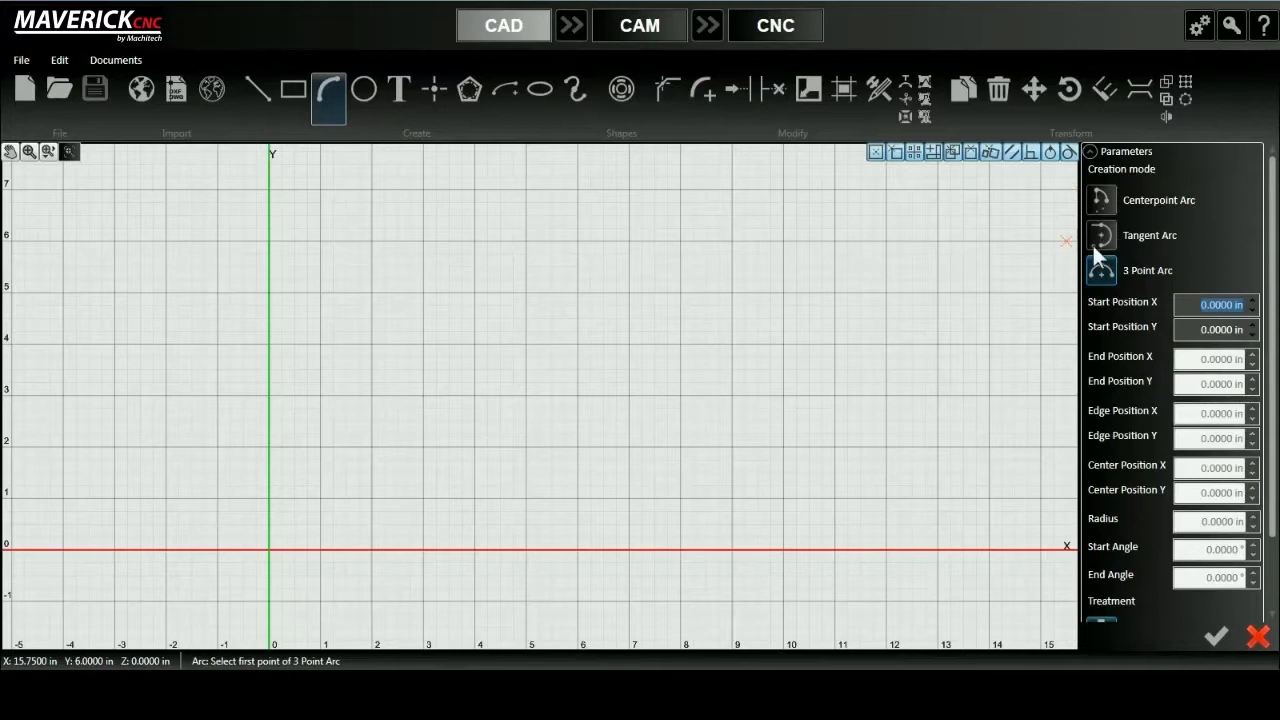 MAVERICK CNC
by Machitech
CAD
CAM
CNC
File Edit Documents
DXF
DWG
T
File Import Create Shapes Modify Transform
Y
7
6
5
4
3
2
1
0
-1
X
-5 -4 -3 -2 -1 0 1 2 3 4 5 6 7 8 9 10 11 12 13 14 15
Parameters
Creation mode
Centerpoint Arc
Tangent Arc
3 Point Arc
Start Position X 0.0000 in
Start Position Y 0.0000 in
End Position X 0.0000 in
End Position Y 0.0000 in
Edge Position X 0.0000 in
Edge Position Y 0.0000 in
Center Position X 0.0000 in
Center Position Y 0.0000 in
Radius 0.0000 in
Start Angle 0.0000 °
End Angle 0.0000 °
Treatment
X: 15.7500 in Y: 6.0000 in Z: 0.0000 in Arc: Select first point of 3 Point Arc